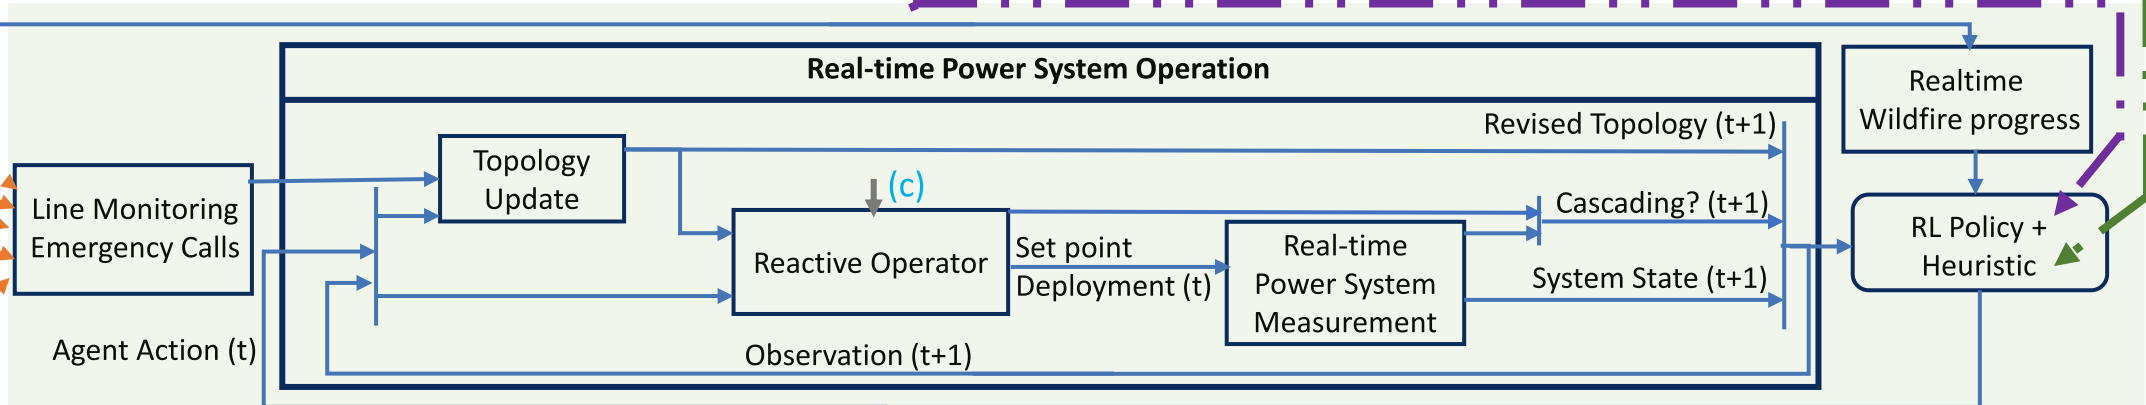 Real-time Power System Operation
Realtime
Wildfire progress
Revised Topology (t+1)
Topology
Update
(c)
Line Monitoring
Emergency Calls
Cascading? (t+1)
Reactive Operator
Set point
Deployment (t)
Real-time
Power System
Measurement
System State (t+1)
RL Policy +
Heuristic
Agent Action (t)
Observation (t+1)